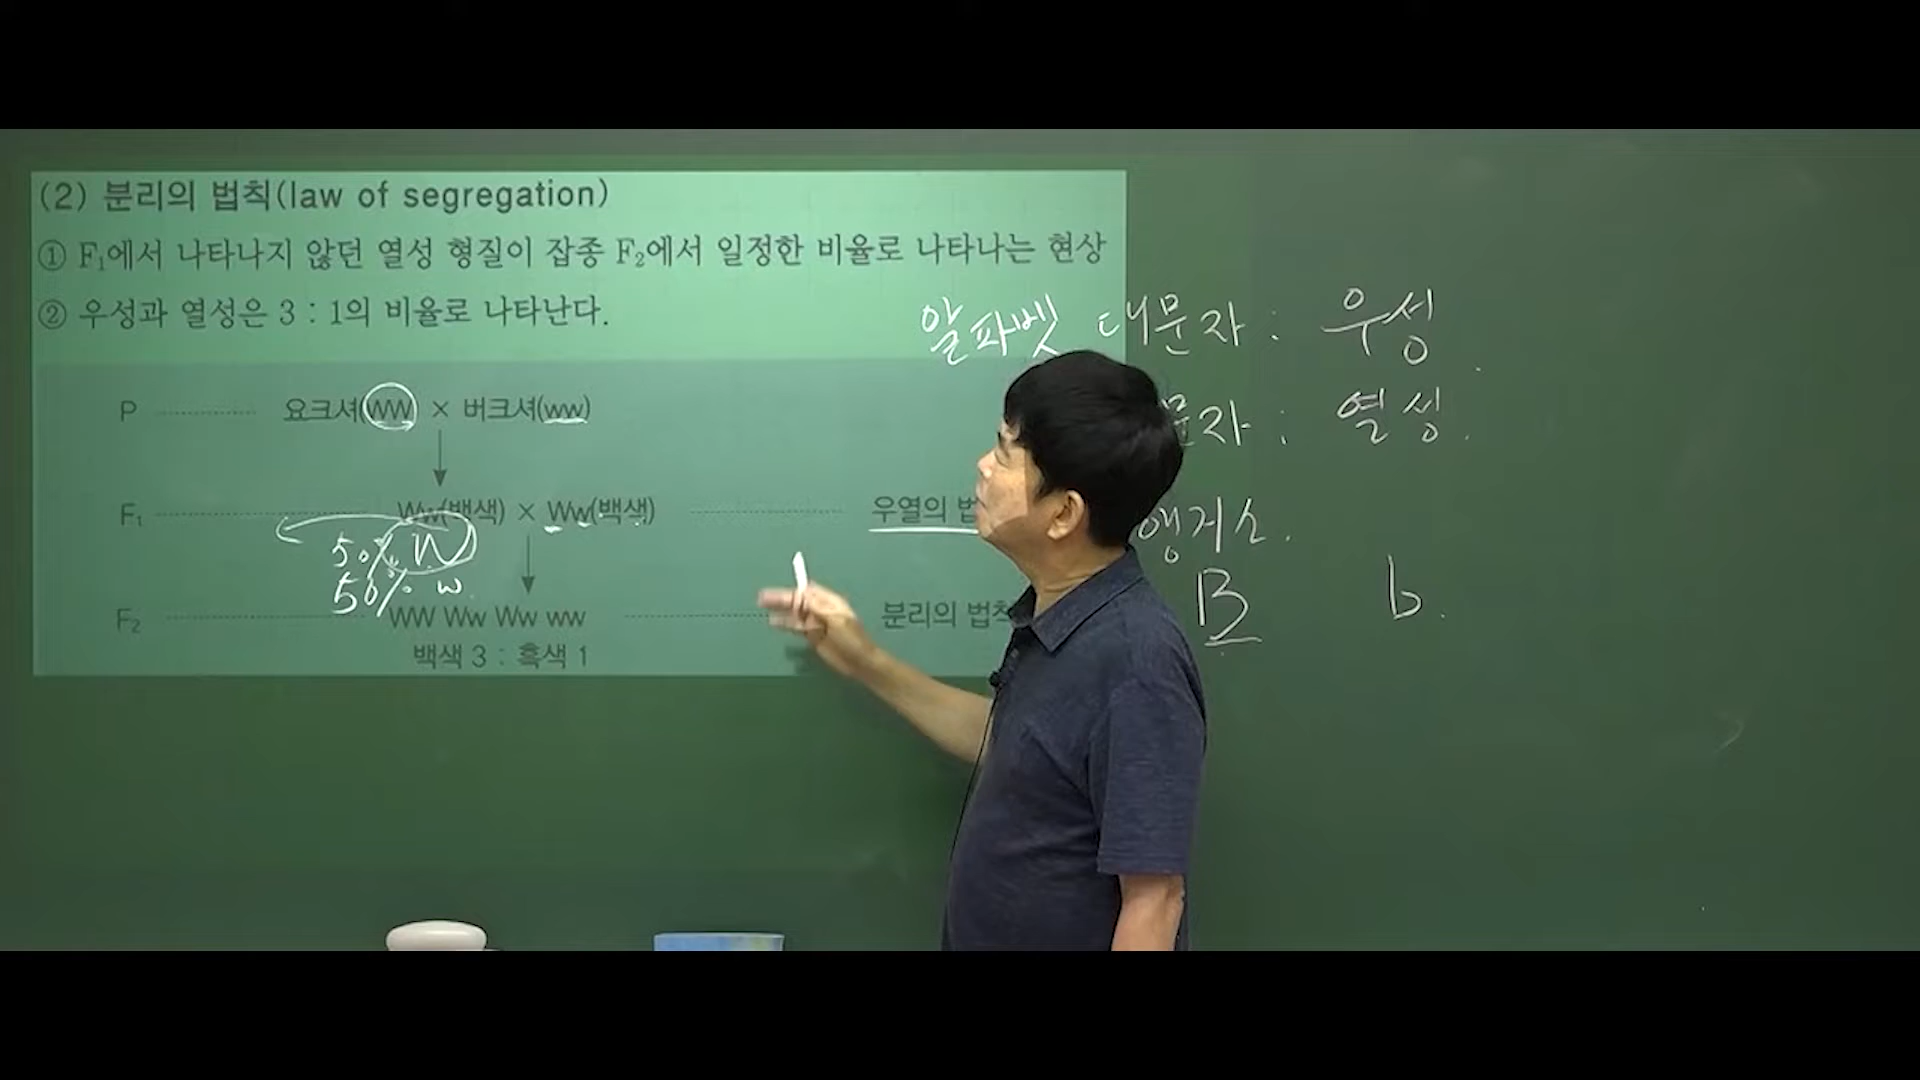 (2) 분리의 법칙(law of segregation)
① F₁에서 나타나지 않던 열성 형질이 잡종 F₂에서 일정한 비율로 나타나는 현상
② 우성과 열성은 3 : 1의 비율로 나타난다.
알파벳 대문자 : 우성.
문자 : 열성.
P 요크셔(WW) × 버크셔(ww)
F₁ Ww(백색) × Ww(백색) 우열의 법
앵거스.
50% W
50% w
B b.
F₂ WW Ww Ww ww 분리의 법칙
백색 3 : 흑색 1